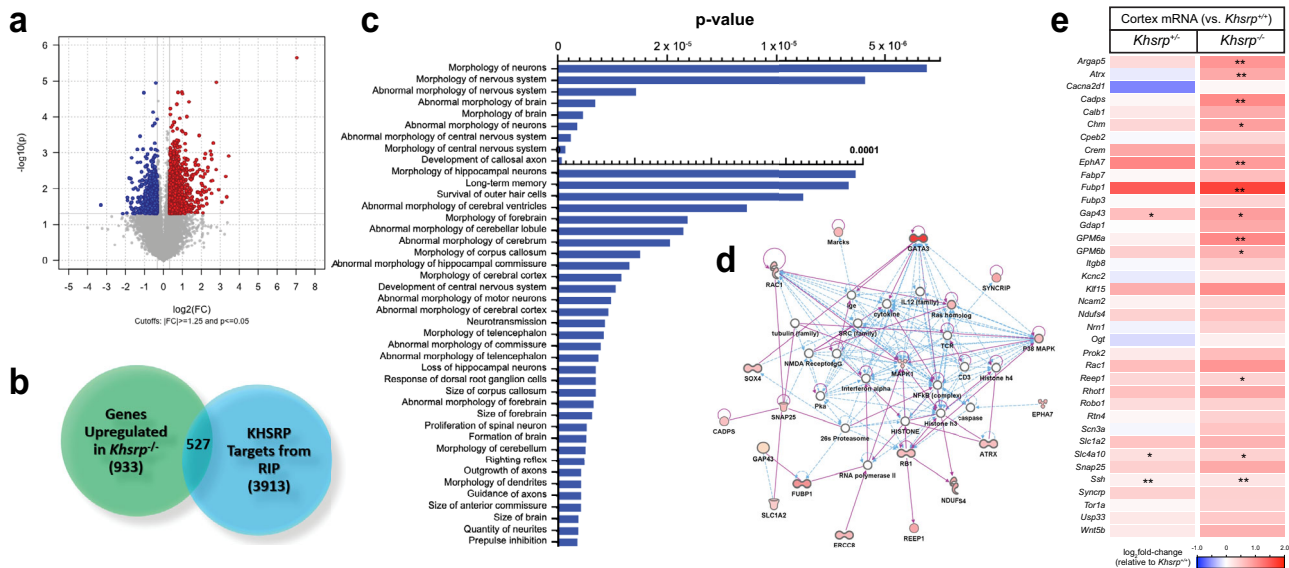 a
6
5
4
3
2
1
0
-log10(p)
-5 -4 -3 -2 -1 0 1 2 3 4 5 6 7 8
log2(FC)
Cutoffs: |FC|>=1.25 and p<=0.05
b
Genes
Upregulated
in Khsrp-/-
(933)
527
KHSRP
Targets from
RIP
(3913)
c
p-value
0
2 x 10-5
1 x 10-5
5 x 10-6
Morphology of neurons
Morphology of nervous system
Abnormal morphology of nervous system
Abnormal morphology of brain
Morphology of brain
Abnormal morphology of neurons
Abnormal morphology of central nervous system
Morphology of central nervous system
Development of callosal axon
0
0.0001
Morphology of hippocampal neurons
Long-term memory
Survival of outer hair cells
Abnormal morphology of cerebral ventricles
Morphology of forebrain
Abnormal morphology of cerebellar lobule
Abnormal morphology of cerebrum
Morphology of corpus callosum
Abnormal morphology of hippocampal commissure
Morphology of cerebral cortex
Development of central nervous system
Abnormal morphology of motor neurons
Abnormal morphology of cerebral cortex
Neurotransmission
Morphology of telencephalon
Abnormal morphology of commissure
Abnormal morphology of telencephalon
Loss of hippocampal neurons
Response of dorsal root ganglion cells
Size of corpus callosum
Abnormal morphology of forebrain
Size of forebrain
Proliferation of spinal neuron
Formation of brain
Morphology of cerebellum
Righting reflex
Outgrowth of axons
Morphology of dendrites
Guidance of axons
Size of anterior commissure
Size of brain
Quantity of neurites
Prepulse inhibition
d
Marcks
GATA3
RAC1
SYNCRIP
Ige
IL12 (family)
cytokine
Ras homolog
tubulin (family)
SRC (family)
TCR
P38 MAPK
NMDA Receptor
IgG
MAPK1
CD3
Histone h4
SOX4
Interferon alpha
NFkB (complex)
Pka
caspase
EPHA7
CADPS
SNAP25
HISTONE
Histone h3
26s Proteasome
ATRX
GAP43
RB1
RNA polymerse II
FUBP1
NDUFS4
SLC1A2
ERCC8
REEP1
e
Cortex mRNA (vs. Khsrp+/+)
Khsrp+/- Khsrp-/-
Argap5 **
Atrx **
Cacna2d1
Cadps **
Calb1
Chm *
Cpeb2
Crem
EphA7 **
Fabp7
Fubp1 **
Fubp3
Gap43 * *
Gdap1
GPM6a **
GPM6b *
Itgb8
Kcnc2
Klf15
Ncam2
Ndufs4
Nrn1
Ogt
Prok2
Rac1
Reep1 *
Rhot1
Robo1
Rtn4
Scn3a
Slc1a2
Slc4a10 * *
Snap25
Ssh ** **
Syncrp
Tor1a
Usp33
Wnt5b
log2fold-change
(relative to Khsrp+/+)
-1.0 0 1.0 2.0